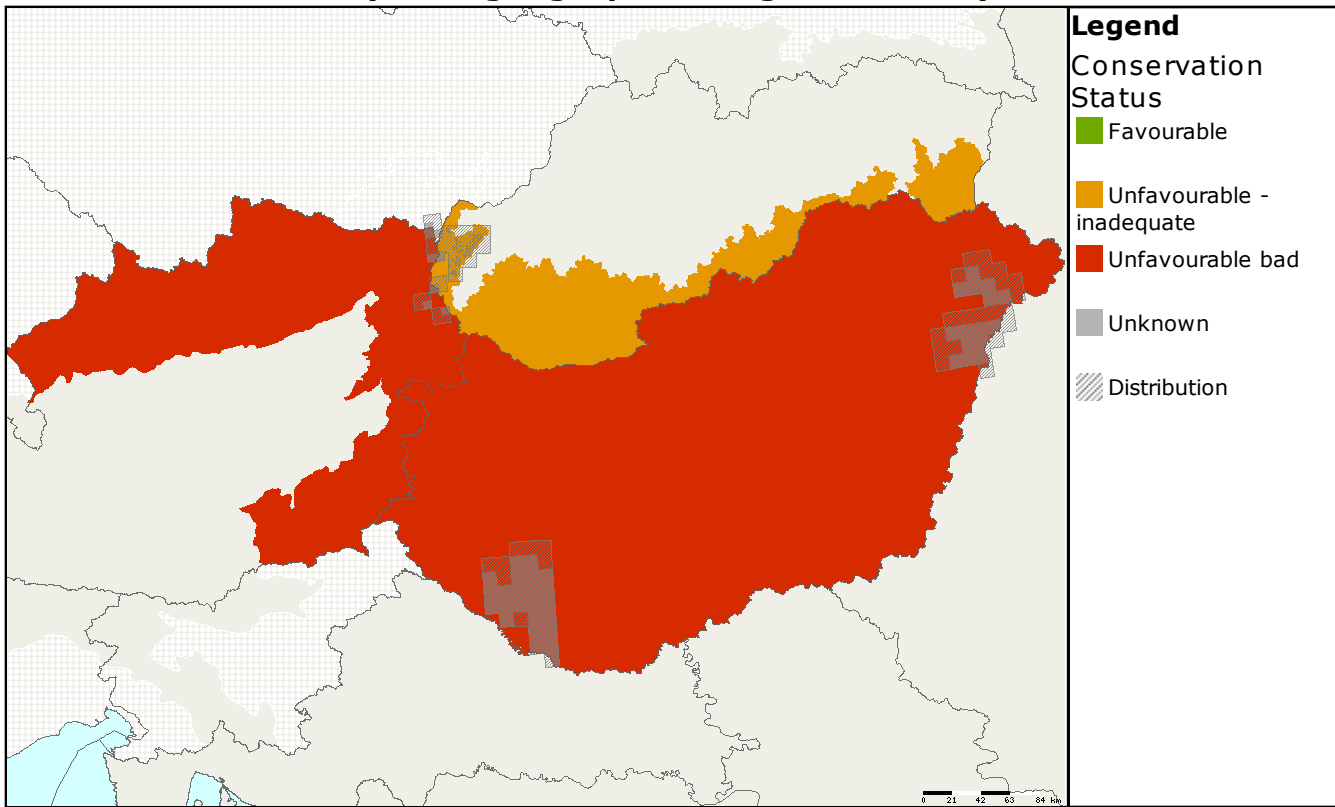 Legend
Conservation
Status
Favourable
Unfavourable -
inadequate
Unfavourable bad
Unknown
Distribution
0 21 42 63 84 km